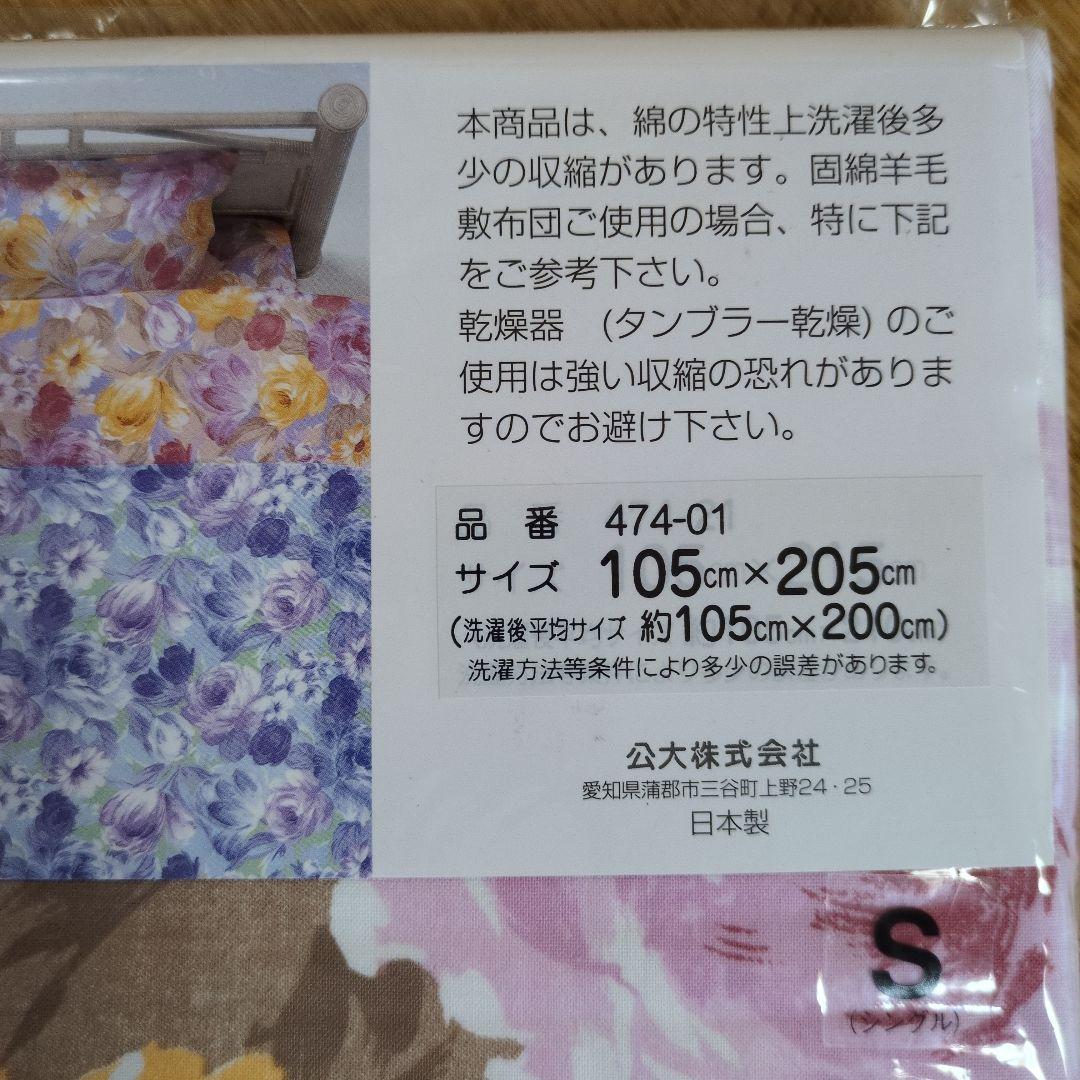 本商品は、綿の特性上洗濯後多
少の収縮があります。固綿羊毛
敷布団ご使用の場合、特に下記
をご参考下さい。
乾燥器　(タンブラー乾燥) のご
使用は強い収縮の恐れがありま
すのでお避け下さい。
品　番　474-01
サイズ　105cm×205cm
(洗濯後平均サイズ 約105cm×200cm)
洗濯方法等条件により多少の誤差があります。
公大株式会社
愛知県蒲郡市三谷町上野24・25
日本製
S
(シングル)